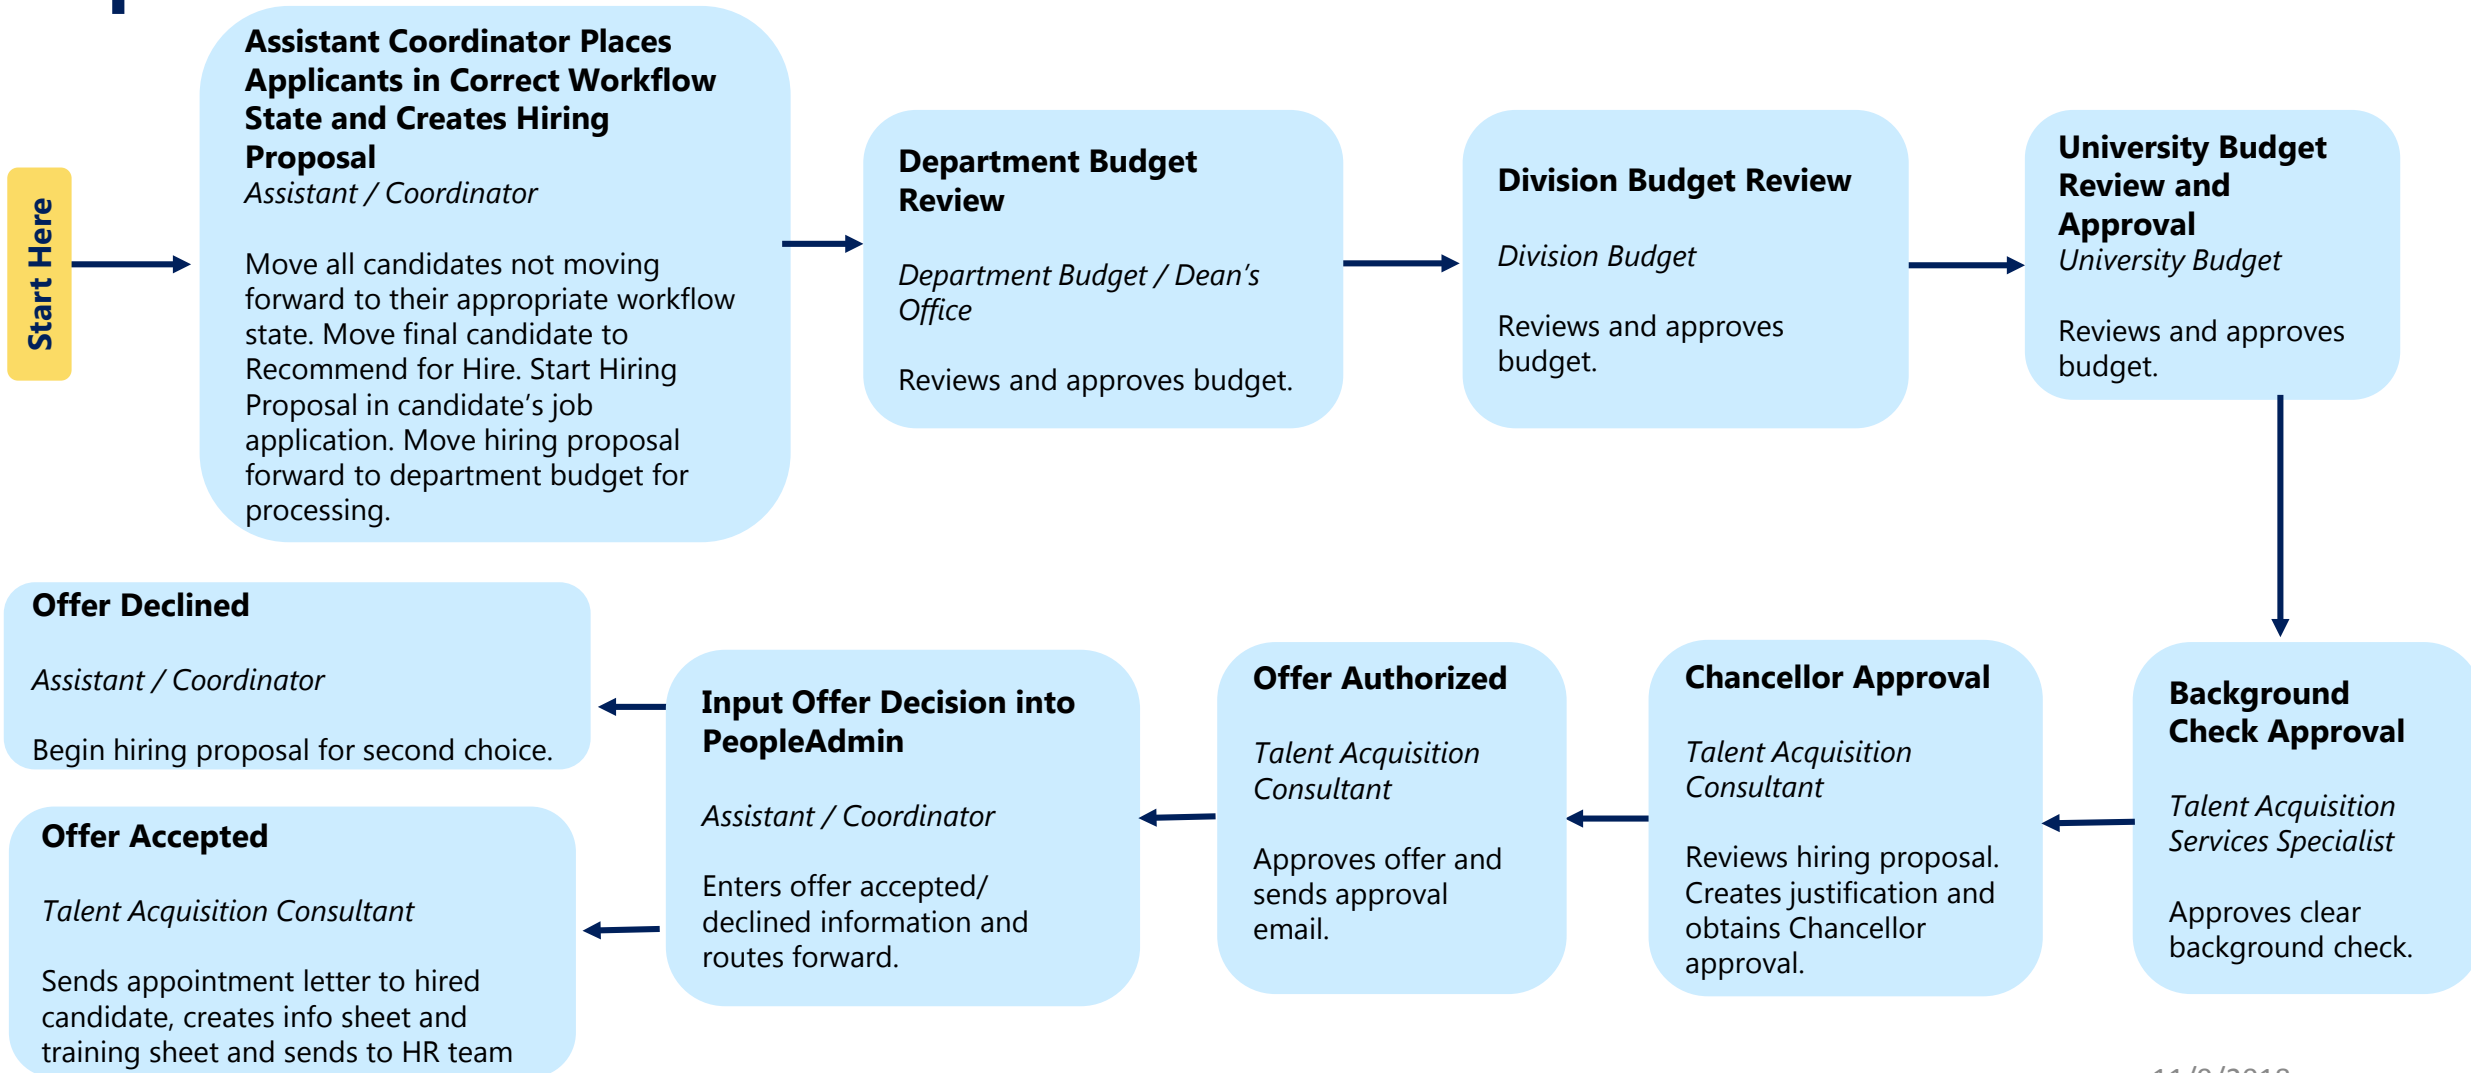 Start Here
Assistant Coordinator Places
Applicants in Correct Workflow
State and Creates Hiring
Proposal
Assistant / Coordinator
Move all candidates not moving
forward to their appropriate workflow
state. Move final candidate to
Recommend for Hire. Start Hiring
Proposal in candidate's job
application. Move hiring proposal
forward to department budget for
processing.
Department Budget
Review
Department Budget / Dean's
Office
Reviews and approves budget.
Division Budget Review
Division Budget
Reviews and approves
budget.
University Budget
Review and
Approval
University Budget
Reviews and approves
budget.
Background
Check Approval
Talent Acquisition
Services Specialist
Approves clear
background check.
Chancellor Approval
Talent Acquisition
Consultant
Reviews hiring proposal.
Creates justification and
obtains Chancellor
approval.
Offer Authorized
Talent Acquisition
Consultant
Approves offer and
sends approval
email.
Input Offer Decision into
PeopleAdmin
Assistant / Coordinator
Enters offer accepted/
declined information and
routes forward.
Offer Declined
Assistant / Coordinator
Begin hiring proposal for second choice.
Offer Accepted
Talent Acquisition Consultant
Sends appointment letter to hired
candidate, creates info sheet and
training sheet and sends to HR team